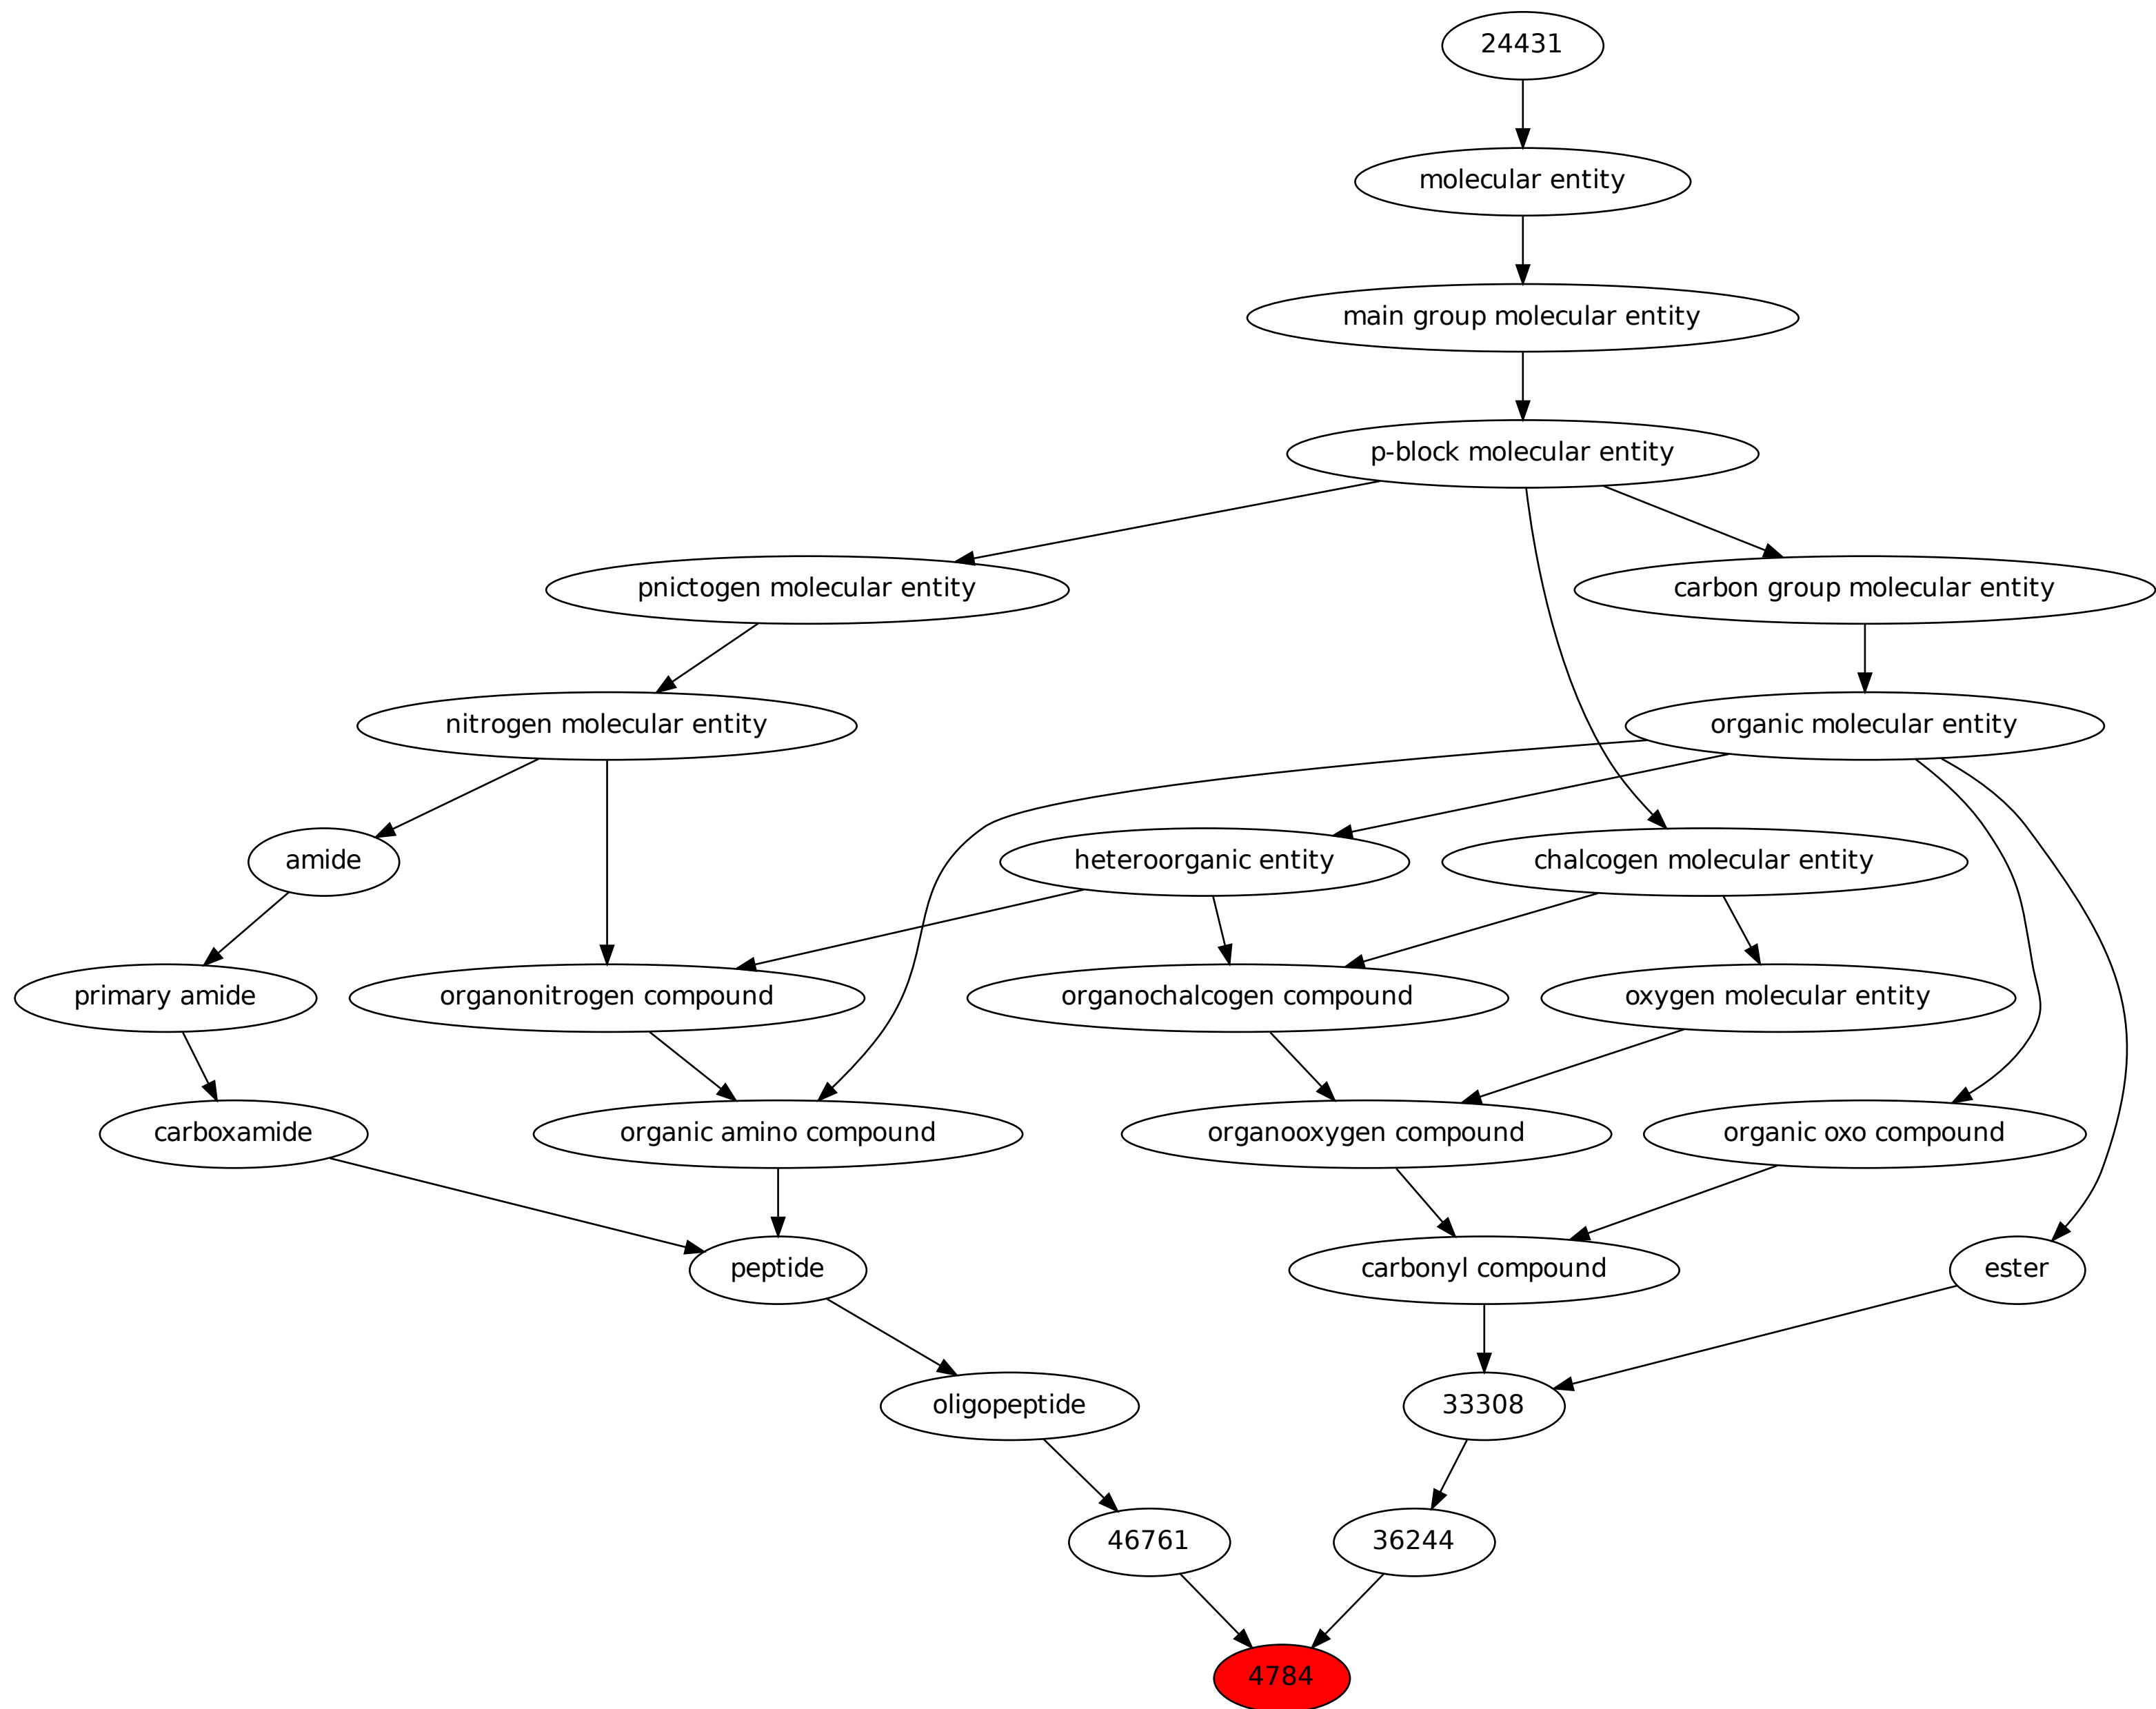 24431
molecular entity
main group molecular entity
p-block molecular entity
pnictogen molecular entity
carbon group molecular entity
nitrogen molecular entity
organic molecular entity
amide
heteroorganic entity
chalcogen molecular entity
primary amide
organonitrogen compound
organochalcogen compound
oxygen molecular entity
carboxamide
organic amino compound
organooxygen compound
organic oxo compound
peptide
carbonyl compound
ester
oligopeptide
33308
46761
36244
4784